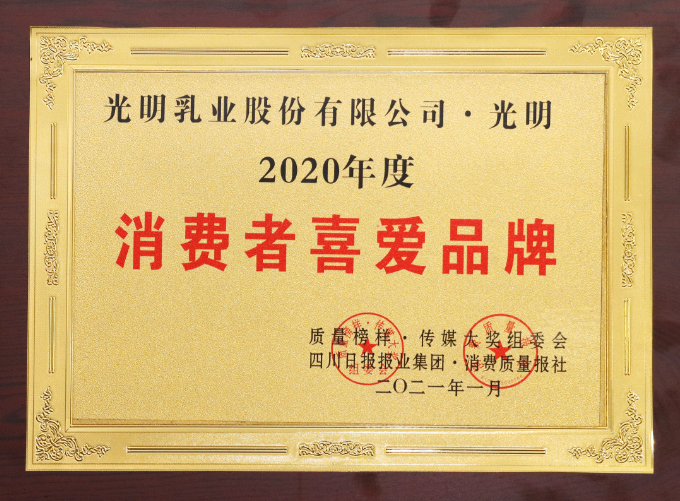 光明乳业股份有限公司·光明
2020年度
消费者喜爱品牌
质量榜样·传媒大奖组委会
四川日报报业集团·消费质量报社
二〇二一年一月